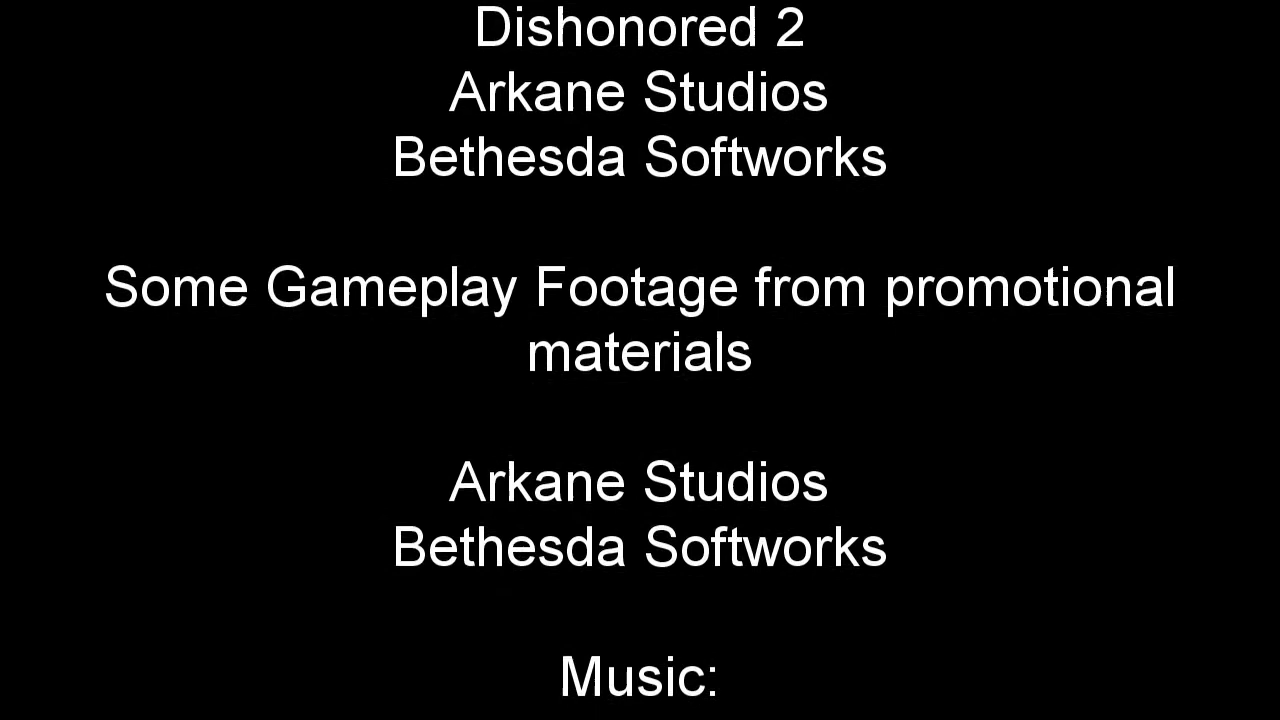 Dishonored 2
Arkane Studios
Bethesda Softworks
Some Gameplay Footage from promotional
materials
Arkane Studios
Bethesda Softworks
Music: